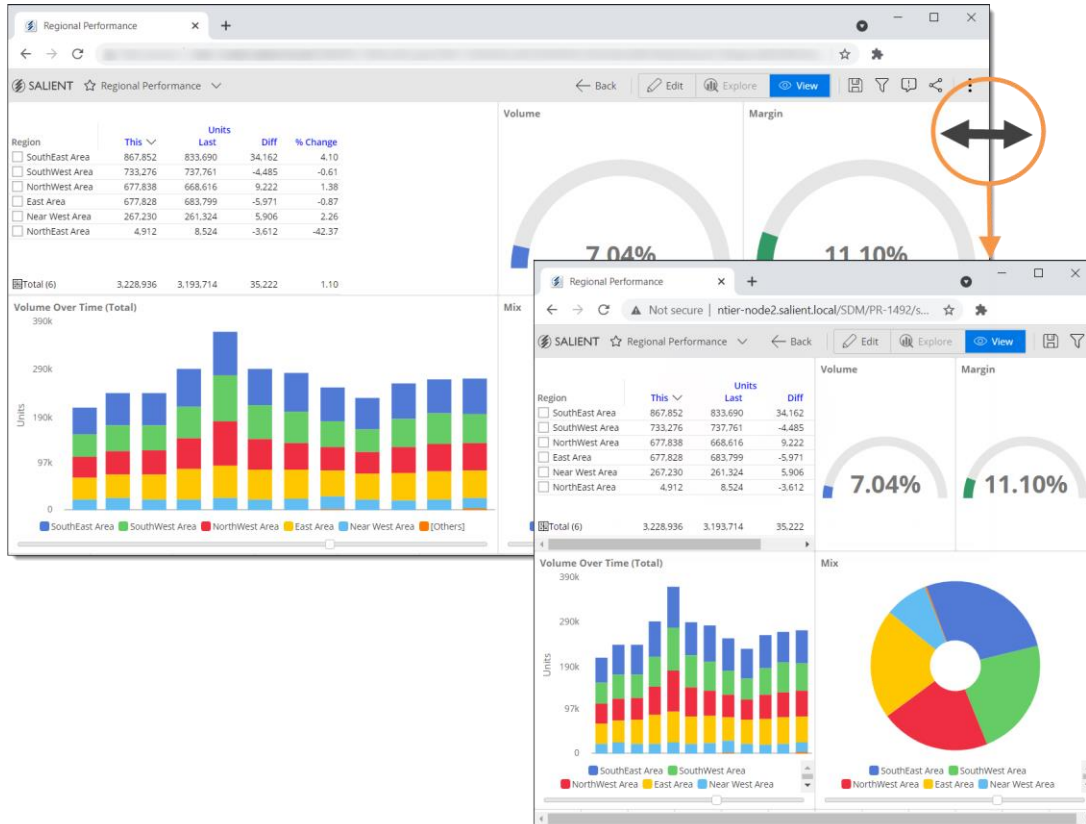 Regional Performance
SALIENT Regional Performance Back Edit Explore View
Units
Region This Last Diff % Change
SouthEast Area 867,852 833,690 34,162 4.10
SouthWest Area 733,276 737,761 -4,485 -0.61
NorthWest Area 677,838 668,616 9,222 1.38
East Area 677,828 683,799 -5,971 -0.87
Near West Area 267,230 261,324 5,906 2.26
NorthEast Area 4,912 8,524 -3,612 -42.37
Total (6) 3,228,936 3,193,714 35,222 1.10
Volume
7.04%
Margin
11.10%
Volume Over Time (Total)
390k
290k
190k
97k
0
Units
SouthEast Area SouthWest Area NorthWest Area East Area Near West Area [Others]
Mix
Regional Performance
Not secure ntier-node2.salient.local/SDM/PR-1492/s...
SALIENT Regional Performance Back Edit Explore View
Units
Region This Last Diff
SouthEast Area 867,852 833,690 34,162
SouthWest Area 733,276 737,761 -4,485
NorthWest Area 677,838 668,616 9,222
East Area 677,828 683,799 -5,971
Near West Area 267,230 261,324 5,906
NorthEast Area 4,912 8,524 -3,612
Total (6) 3,228,936 3,193,714 35,222
Volume
7.04%
Margin
11.10%
Volume Over Time (Total)
390k
290k
190k
97k
0
Units
SouthEast Area SouthWest Area
NorthWest Area East Area Near West Area
Mix
SouthEast Area SouthWest Area
NorthWest Area East Area Near West Area